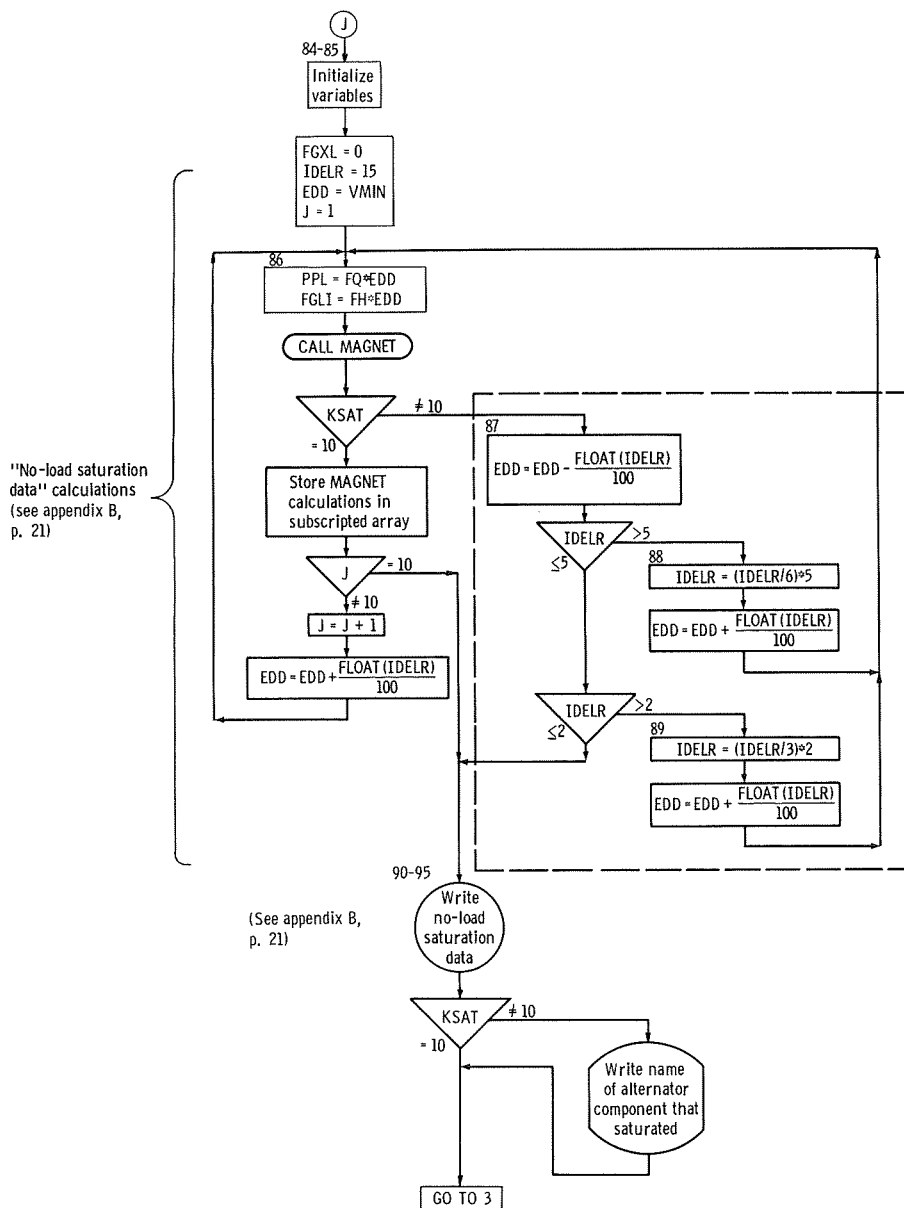 J
84-85
Initialize
variables
FGXL = 0
IDELR = 15
EDD = VMIN
J = 1
86
PPL = FQ*EDD
FGLI = FH*EDD
CALL MAGNET
KSAT
≠ 10
= 10
Store MAGNET
calculations in
subscripted array
J
= 10
≠ 10
J = J + 1
EDD = EDD + FLOAT(IDELR)
100
"No-load saturation
data" calculations
(see appendix B,
p. 21)
87
EDD = EDD - FLOAT(IDELR)
100
IDELR
>5
≤5
88
IDELR = (IDELR/6)*5
EDD = EDD + FLOAT(IDELR)
100
IDELR
>2
≤2
89
IDELR = (IDELR/3)*2
EDD = EDD + FLOAT(IDELR)
100
90-95
Write
no-load
saturation
data
(See appendix B,
p. 21)
KSAT
≠ 10
= 10
Write name
of alternator
component that
saturated
GO TO 3